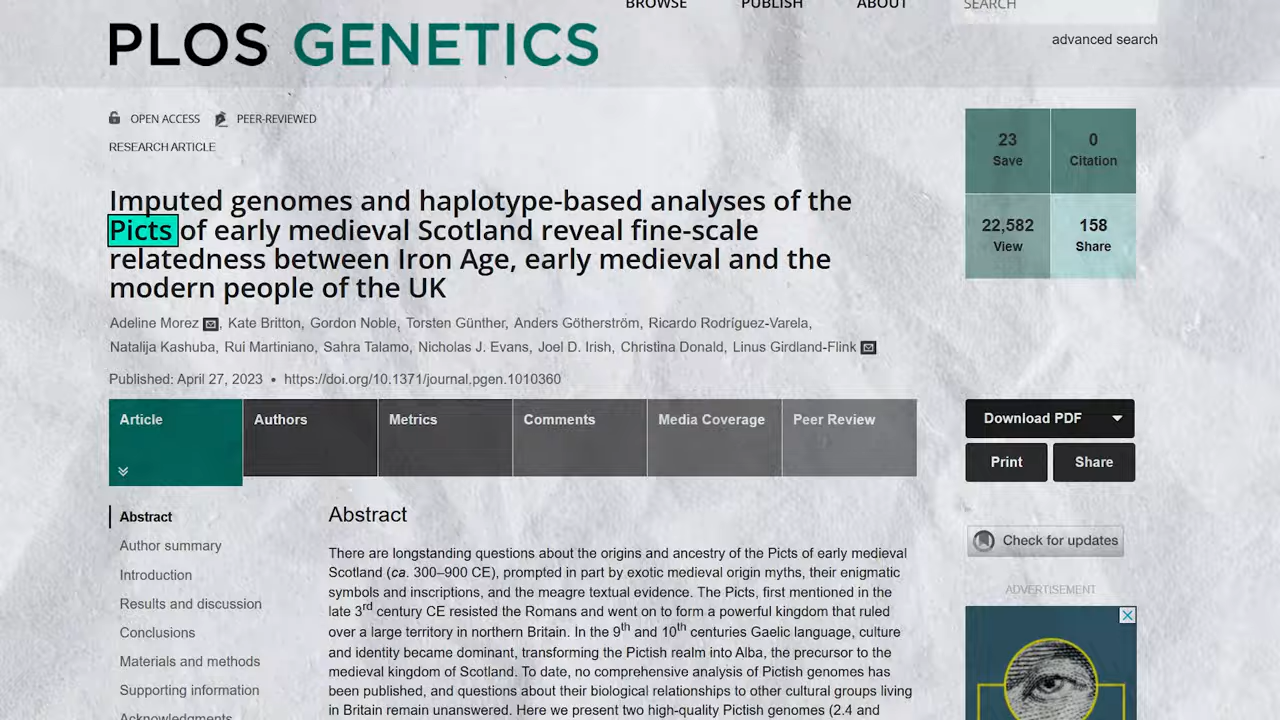 BROWSE PUBLISH ABOUT SEARCH
PLOS GENETICS
advanced search
OPEN ACCESS PEER-REVIEWED
RESEARCH ARTICLE
23 Save
0 Citation
22,582 View
158 Share
Imputed genomes and haplotype-based analyses of the
Picts of early medieval Scotland reveal fine-scale
relatedness between Iron Age, early medieval and the
modern people of the UK
Adeline Morez, Kate Britton, Gordon Noble, Torsten Günther, Anders Götherström, Ricardo Rodríguez-Varela,
Natalija Kashuba, Rui Martiniano, Sahra Talamo, Nicholas J. Evans, Joel D. Irish, Christina Donald, Linus Girdland-Flink
Published: April 27, 2023 • https://doi.org/10.1371/journal.pgen.1010360
Article Authors Metrics Comments Media Coverage Peer Review
Download PDF
Print Share
Abstract
Author summary
Introduction
Results and discussion
Conclusions
Materials and methods
Supporting information
Acknowledgments
Abstract
There are longstanding questions about the origins and ancestry of the Picts of early medieval
Scotland (ca. 300–900 CE), prompted in part by exotic medieval origin myths, their enigmatic
symbols and inscriptions, and the meagre textual evidence. The Picts, first mentioned in the
late 3rd century CE resisted the Romans and went on to form a powerful kingdom that ruled
over a large territory in northern Britain. In the 9th and 10th centuries Gaelic language, culture
and identity became dominant, transforming the Pictish realm into Alba, the precursor to the
medieval kingdom of Scotland. To date, no comprehensive analysis of Pictish genomes has
been published, and questions about their biological relationships to other cultural groups living
in Britain remain unanswered. Here we present two high-quality Pictish genomes (2.4 and
Check for updates
ADVERTISEMENT